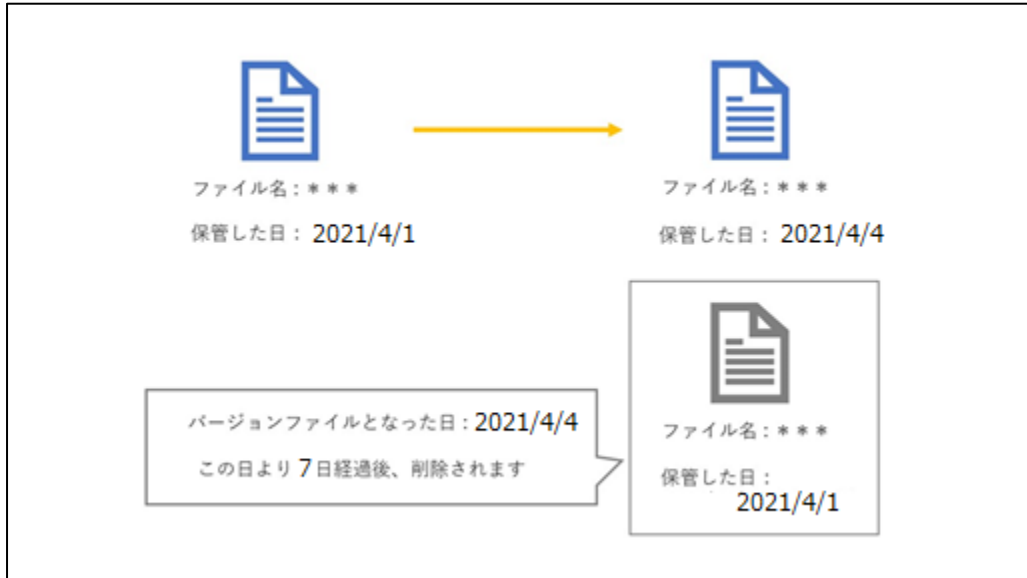 ファイル名：＊＊＊
保管した日： 2021/4/1
ファイル名：＊＊＊
保管した日： 2021/4/4
バージョンファイルとなった日：2021/4/4
この日より 7日経過後、削除されます
ファイル名：＊＊＊
保管した日：
2021/4/1